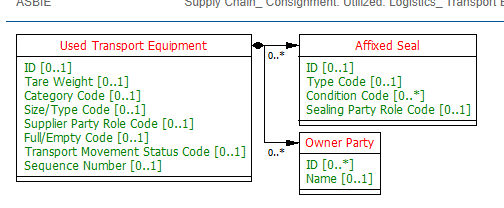 ASBIE
Supply Chain_ Consignment. Utilized. Logistics_ Transport
Used Transport Equipment
ID [0..1]
Tare Weight [0..1]
Category Code [0..1]
Size/Type Code [0..1]
Supplier Party Role Code [0..1]
Full/Empty Code [0..1]
Transport Movement Status Code [0..1]
Sequence Number [0..1]
0..*
0..*
Affixed Seal
ID [0..1]
Type Code [0..1]
Condition Code [0..*]
Sealing Party Role Code [0..1]
Owner Party
ID [0..*]
Name [0..1]